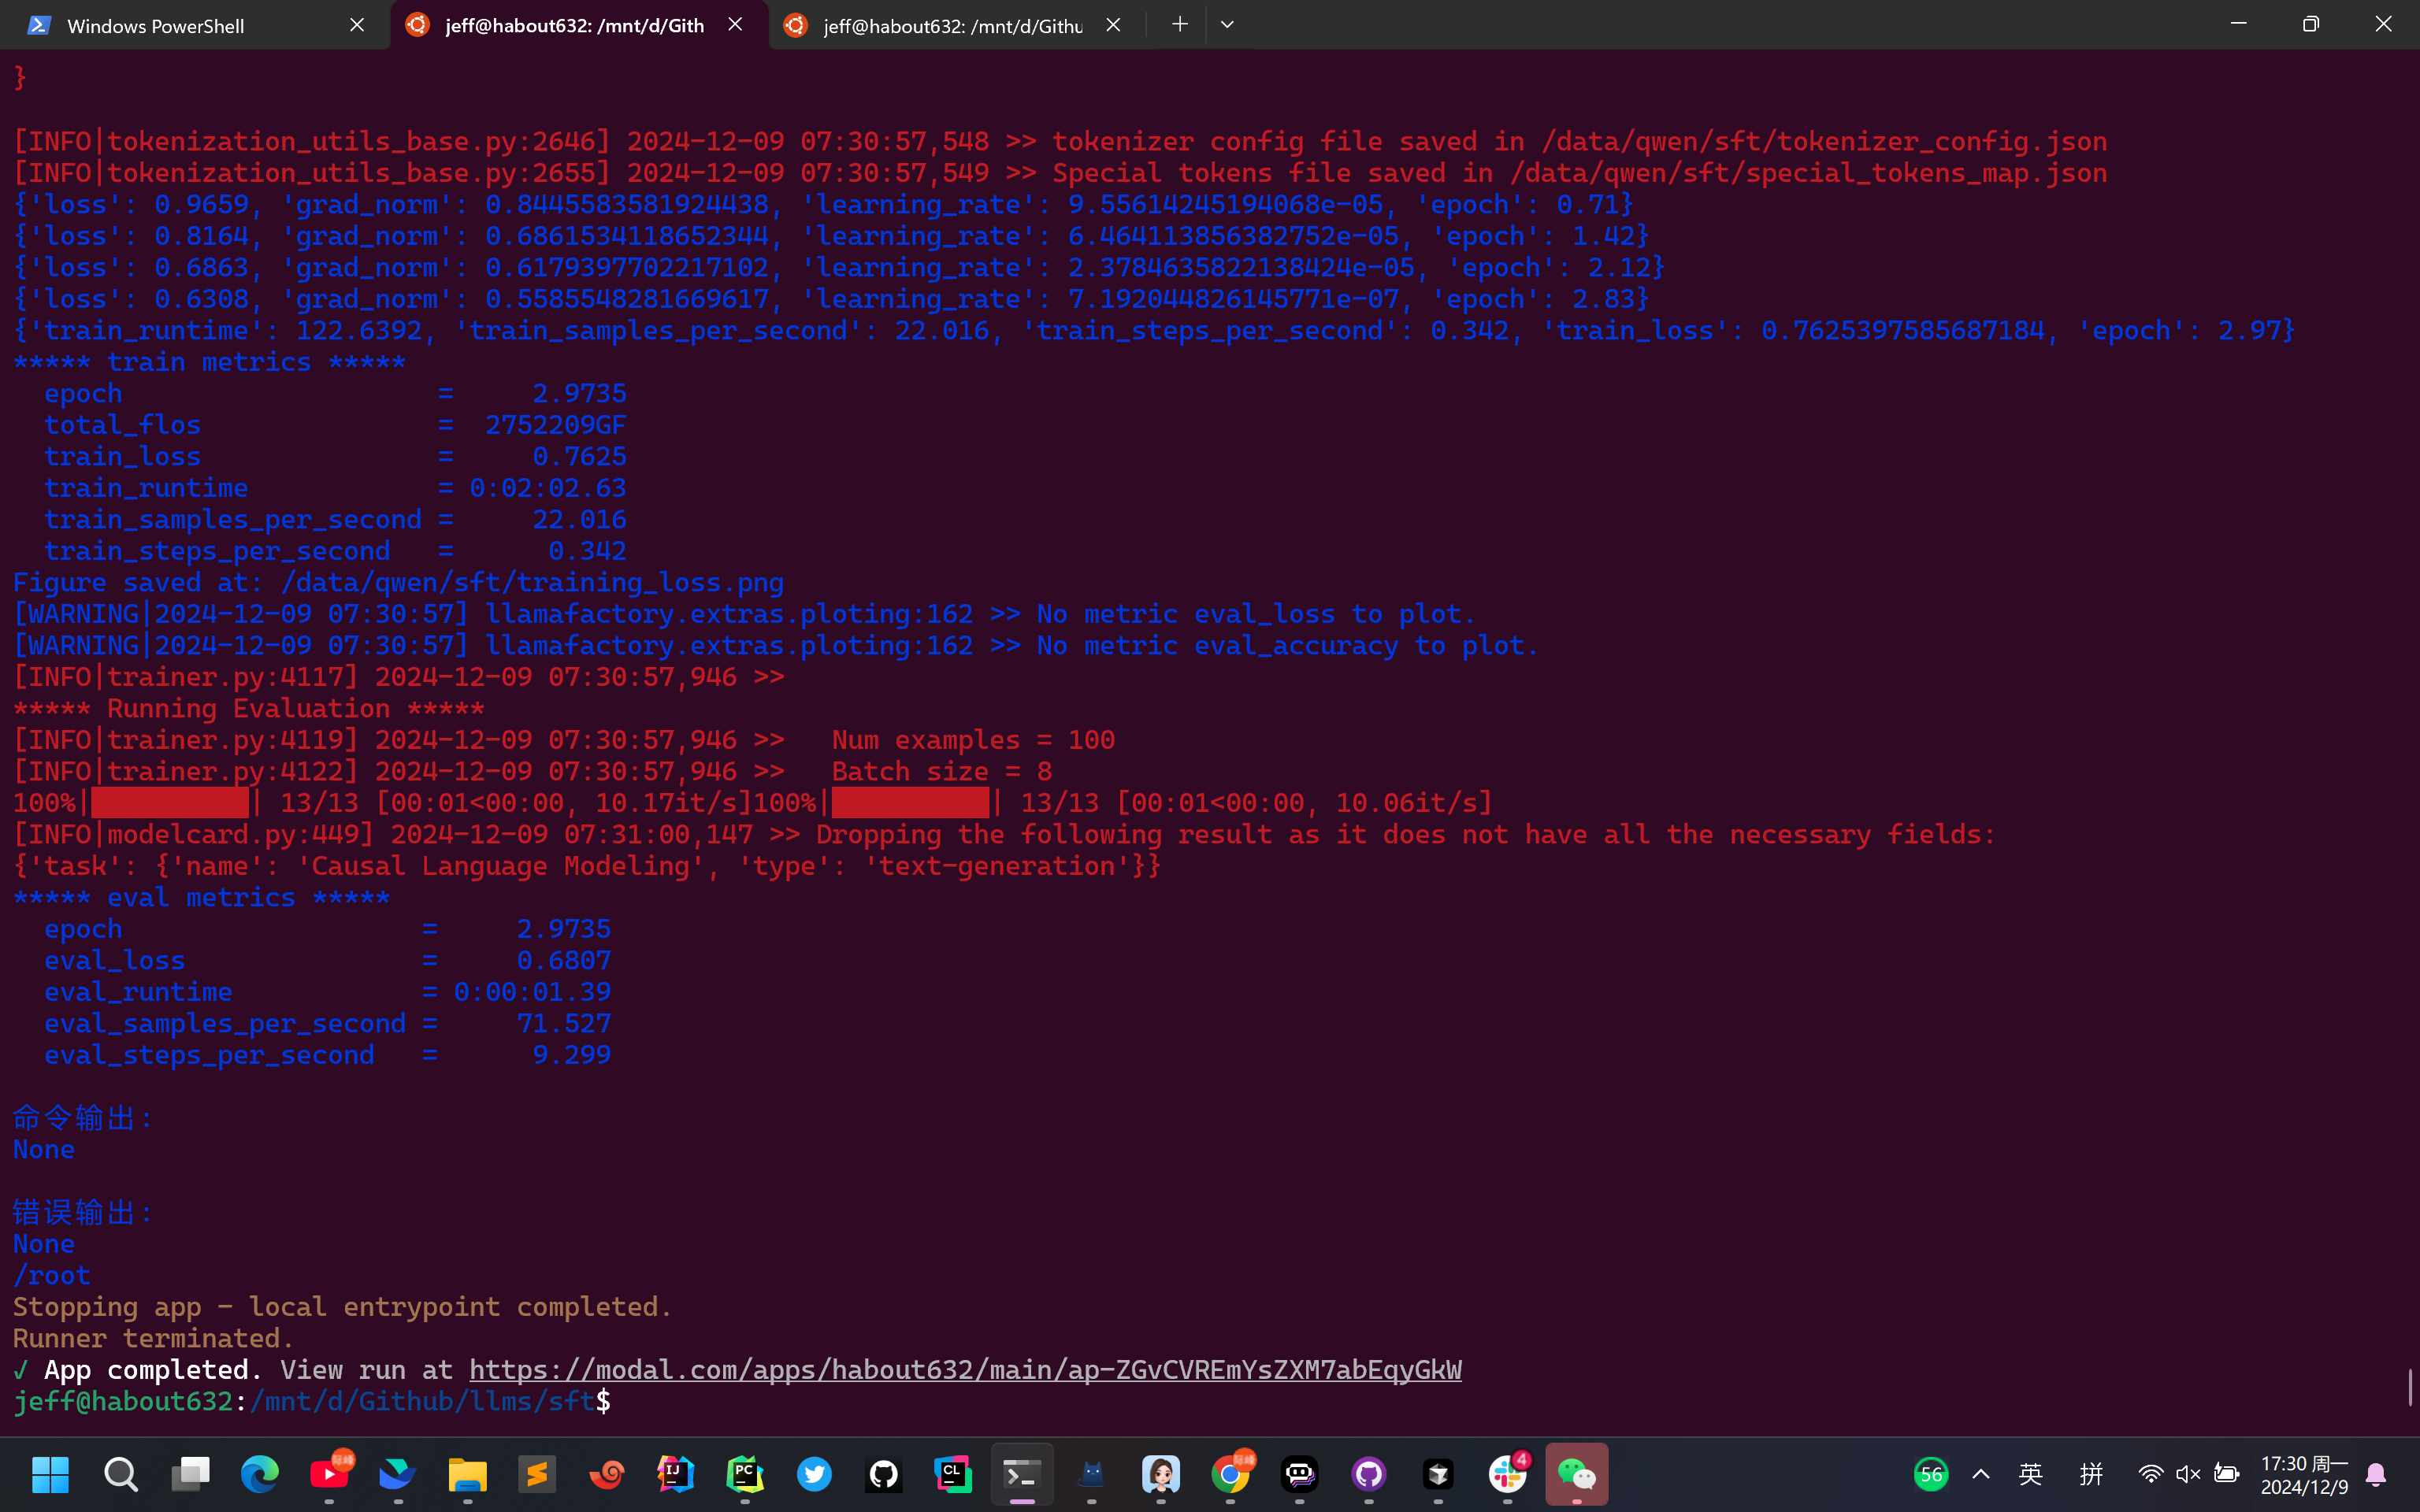 Windows PowerShell
jeff@habout632: /mnt/d/Gith
jeff@habout632: /mnt/d/Githu
}
[INFO|tokenization_utils_base.py:2646] 2024-12-09 07:30:57,548 >> tokenizer config file saved in /data/qwen/sft/tokenizer_config.json
[INFO|tokenization_utils_base.py:2655] 2024-12-09 07:30:57,549 >> Special tokens file saved in /data/qwen/sft/special_tokens_map.json
{'loss': 0.9659, 'grad_norm': 0.8445583581924438, 'learning_rate': 9.55614245194068e-05, 'epoch': 0.71}
{'loss': 0.8164, 'grad_norm': 0.6861534118652344, 'learning_rate': 6.464113856382752e-05, 'epoch': 1.42}
{'loss': 0.6863, 'grad_norm': 0.6179397702217102, 'learning_rate': 2.3784635822138424e-05, 'epoch': 2.12}
{'loss': 0.6308, 'grad_norm': 0.5585548281669617, 'learning_rate': 7.192044826145771e-07, 'epoch': 2.83}
{'train_runtime': 122.6392, 'train_samples_per_second': 22.016, 'train_steps_per_second': 0.342, 'train_loss': 0.7625397585687184, 'epoch': 2.97}
***** train metrics *****
epoch = 2.9735
total_flos = 2752209GF
train_loss = 0.7625
train_runtime = 0:02:02.63
train_samples_per_second = 22.016
train_steps_per_second = 0.342
Figure saved at: /data/qwen/sft/training_loss.png
[WARNING|2024-12-09 07:30:57] llamafactory.extras.ploting:162 >> No metric eval_loss to plot.
[WARNING|2024-12-09 07:30:57] llamafactory.extras.ploting:162 >> No metric eval_accuracy to plot.
[INFO|trainer.py:4117] 2024-12-09 07:30:57,946 >>
***** Running Evaluation *****
[INFO|trainer.py:4119] 2024-12-09 07:30:57,946 >> Num examples = 100
[INFO|trainer.py:4122] 2024-12-09 07:30:57,946 >> Batch size = 8
100%|██████████| 13/13 [00:01<00:00, 10.17it/s]100%|██████████| 13/13 [00:01<00:00, 10.06it/s]
[INFO|modelcard.py:449] 2024-12-09 07:31:00,147 >> Dropping the following result as it does not have all the necessary fields:
{'task': {'name': 'Causal Language Modeling', 'type': 'text-generation'}}
***** eval metrics *****
epoch = 2.9735
eval_loss = 0.6807
eval_runtime = 0:00:01.39
eval_samples_per_second = 71.527
eval_steps_per_second = 9.299
命令输出:
None
错误输出:
None
/root
Stopping app - local entrypoint completed.
Runner terminated.
✓ App completed. View run at https://modal.com/apps/habout632/main/ap-ZGvCVREmYsZXM7abEqyGkW
jeff@habout632:/mnt/d/Github/llms/sft$
IJ
PC
CL
4
56
英
拼
17:30 周一
2024/12/9